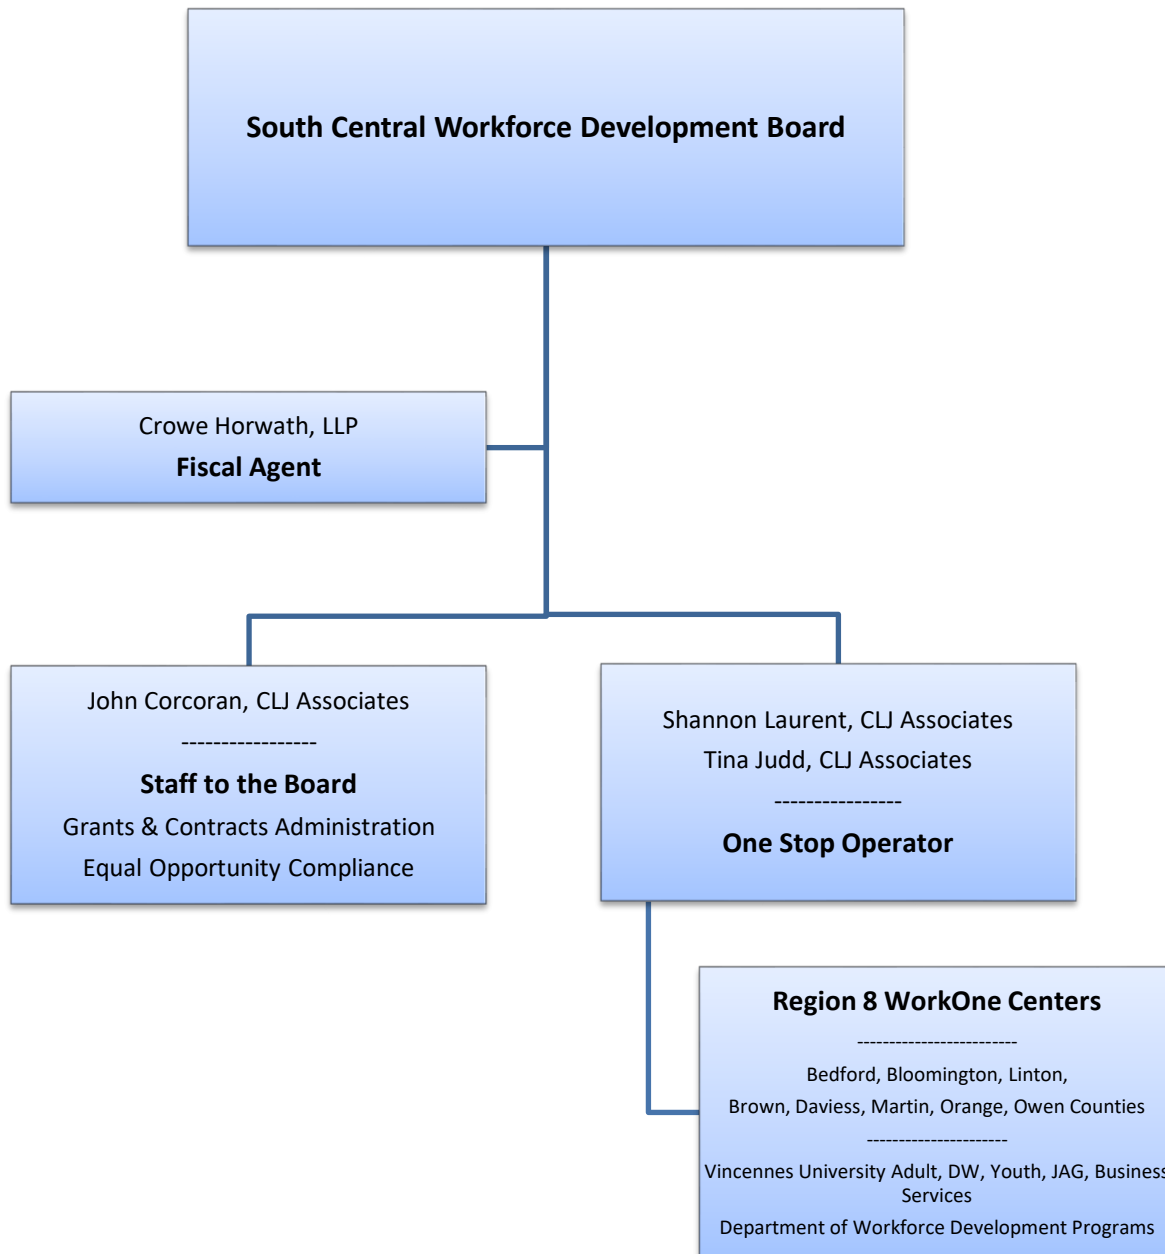 South Central Workforce Development Board
Crowe Horwath, LLP
Fiscal Agent
John Corcoran, CLJ Associates
-----------------
Staff to the Board
Grants & Contracts Administration
Equal Opportunity Compliance
Shannon Laurent, CLJ Associates
Tina Judd, CLJ Associates
----------------
One Stop Operator
Region 8 WorkOne Centers
-------------------------
Bedford, Bloomington, Linton,
Brown, Daviess, Martin, Orange, Owen Counties
----------------------
Vincennes University Adult, DW, Youth, JAG, Business
Services
Department of Workforce Development Programs